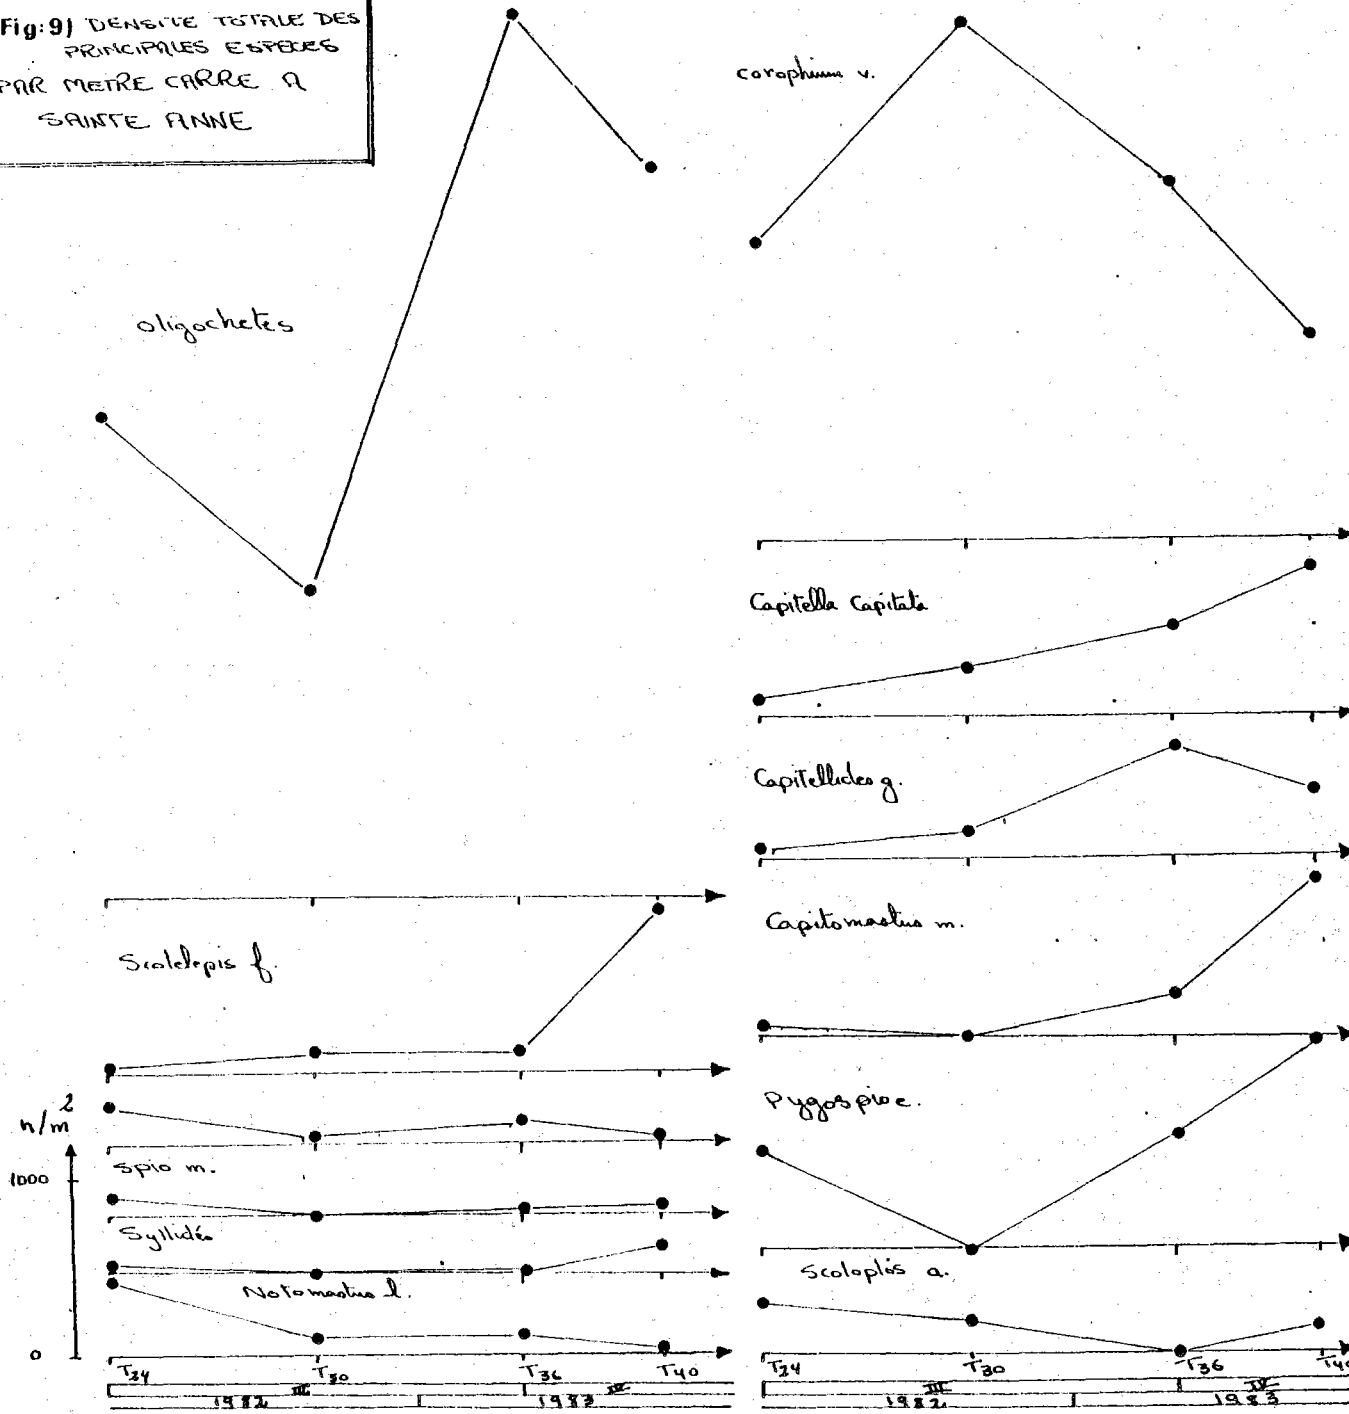 Fig:9) DENSITE TOTALE DES
PRINCIPALES ESPECES
PAR METRE CARRE A
SAINTE ANNE
oligochetes
Scolelepis f.
n/m²
1000
spio m.
Syllidés
Notomastus l.
0
T24 T30 T36 T40
III IV
1982 1983
corophium v.
Capitella Capitata
Capitellides g.
Capitomastus m.
Pygospio e.
Scoloplos a.
T24 T30 T36 T40
III IV
1982 1983